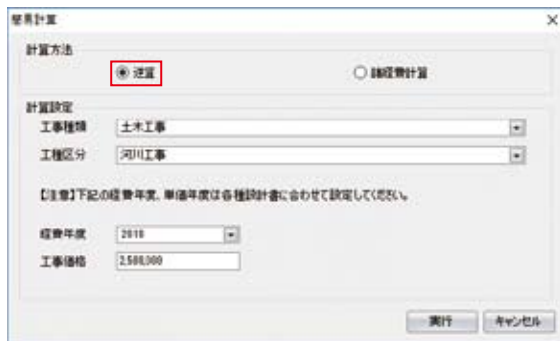 簡易計算
計算方法
逆算
諸経費計算
計算設定
工事種類 土木工事
工種区分 河川工事
【注意】下記の経費年度、単価年度は各種設計書に合わせて設定してください。
経費年度 2010
工事価格 2,500,000
実行 キャンセル